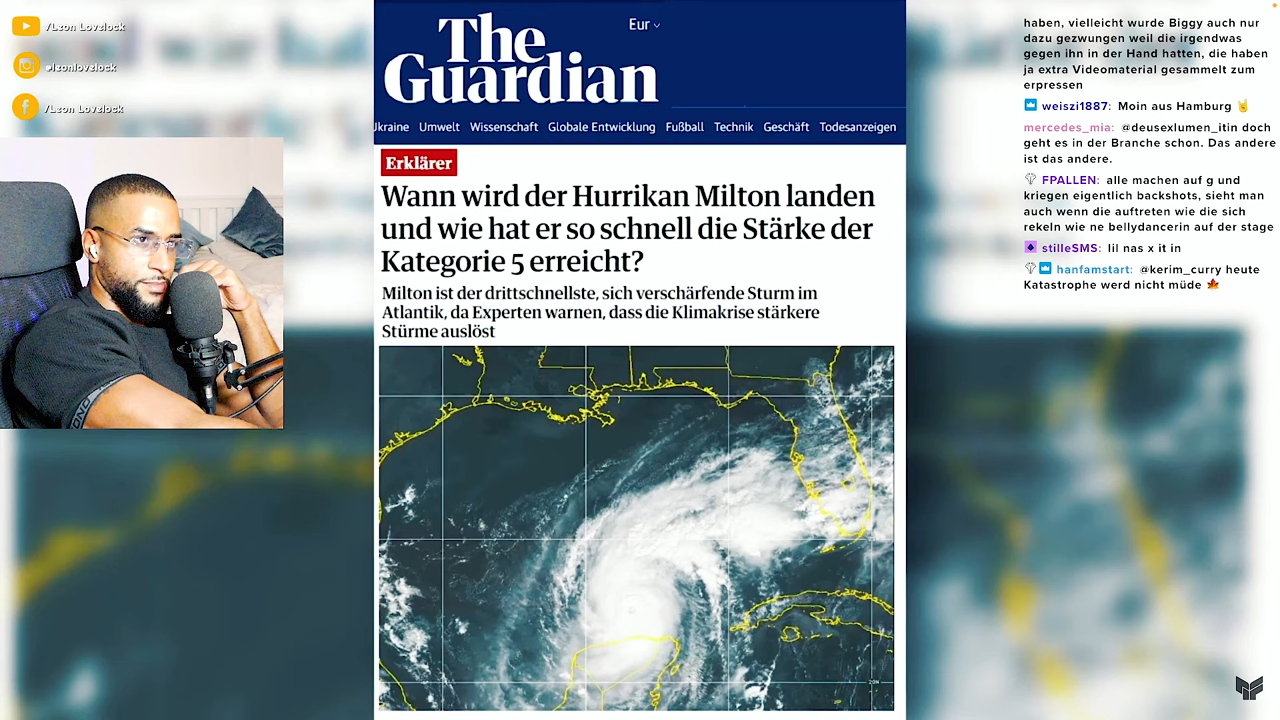 /Leon Lovelock
@leonlovelock
/Leon Lovelock
The
Guardian
Eur
Ukraine Umwelt Wissenschaft Globale Entwicklung Fußball Technik Geschäft Todesanzeigen
Erklärer
Wann wird der Hurrikan Milton landen
und wie hat er so schnell die Stärke der
Kategorie 5 erreicht?
Milton ist der drittschnellste, sich verschärfende Sturm im
Atlantik, da Experten warnen, dass die Klimakrise stärkere
Stürme auslöst
20N
haben, vielleicht wurde Biggy auch nur
dazu gezwungen weil die irgendwas
gegen ihn in der Hand hatten, die haben
ja extra Videomaterial gesammelt zum
erpressen
weiszi1887: Moin aus Hamburg 🤘
mercedes_mia: @deusexlumen_itin doch
geht es in der Branche schon. Das andere
ist das andere.
FPALLEN: alle machen auf g und
kriegen eigentlich backshots, sieht man
auch wenn die auftreten wie die sich
rekeln wie ne bellydancerin auf der stage
stilleSMS: lil nas x it in
hanfamstart: @kerim_curry heute
Katastrophe werd nicht müde 🍁